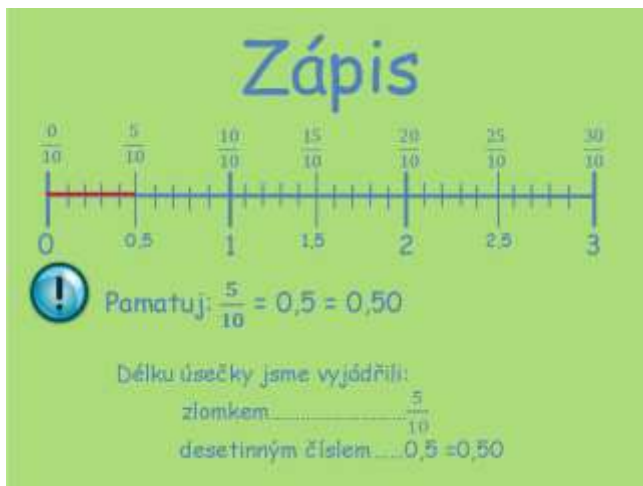 Zápis
0/10 5/10 10/10 15/10 20/10 25/10 30/10
0 0,5 1 1,5 2 2,5 3
! Pamatuj: 5/10 = 0,5 = 0,50
Délku úsečky jsme vyjádřili:
zlomkem......................5/10
desetinným číslem.....0,5 =0,50